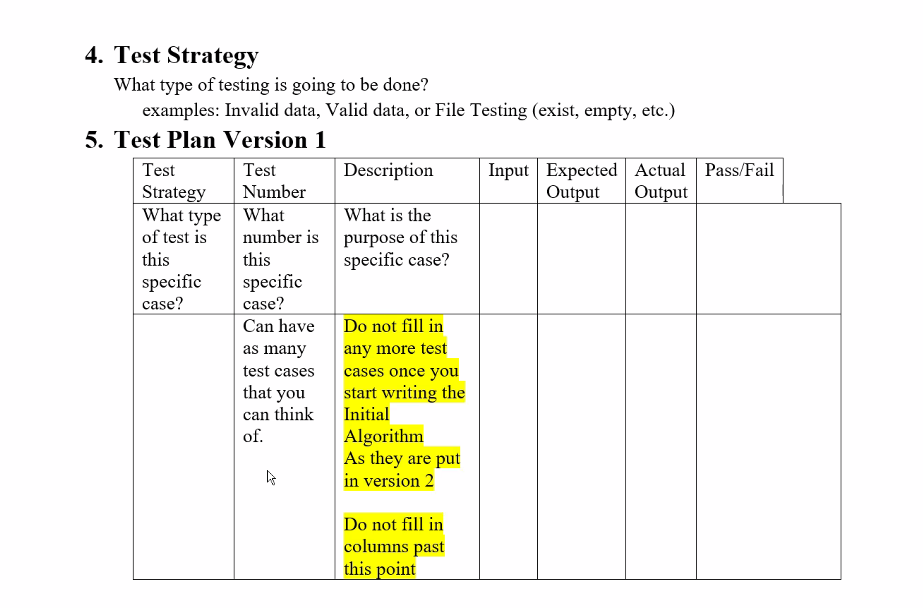 4. Test Strategy
What type of testing is going to be done?
examples: Invalid data, Valid data, or File Testing (exist, empty, etc.)
5. Test Plan Version 1
Test
Strategy
Test
Number
Description
Input
Expected
Output
Actual
Output
Pass/Fail
What type
of test is
this
specific
case?
What
number is
this
specific
case?
What is the
purpose of this
specific case?
Can have
as many
test cases
that you
can think
of.
Do not fill in
any more test
cases once you
start writing the
Initial
Algorithm
As they are put
in version 2
Do not fill in
columns past
this point